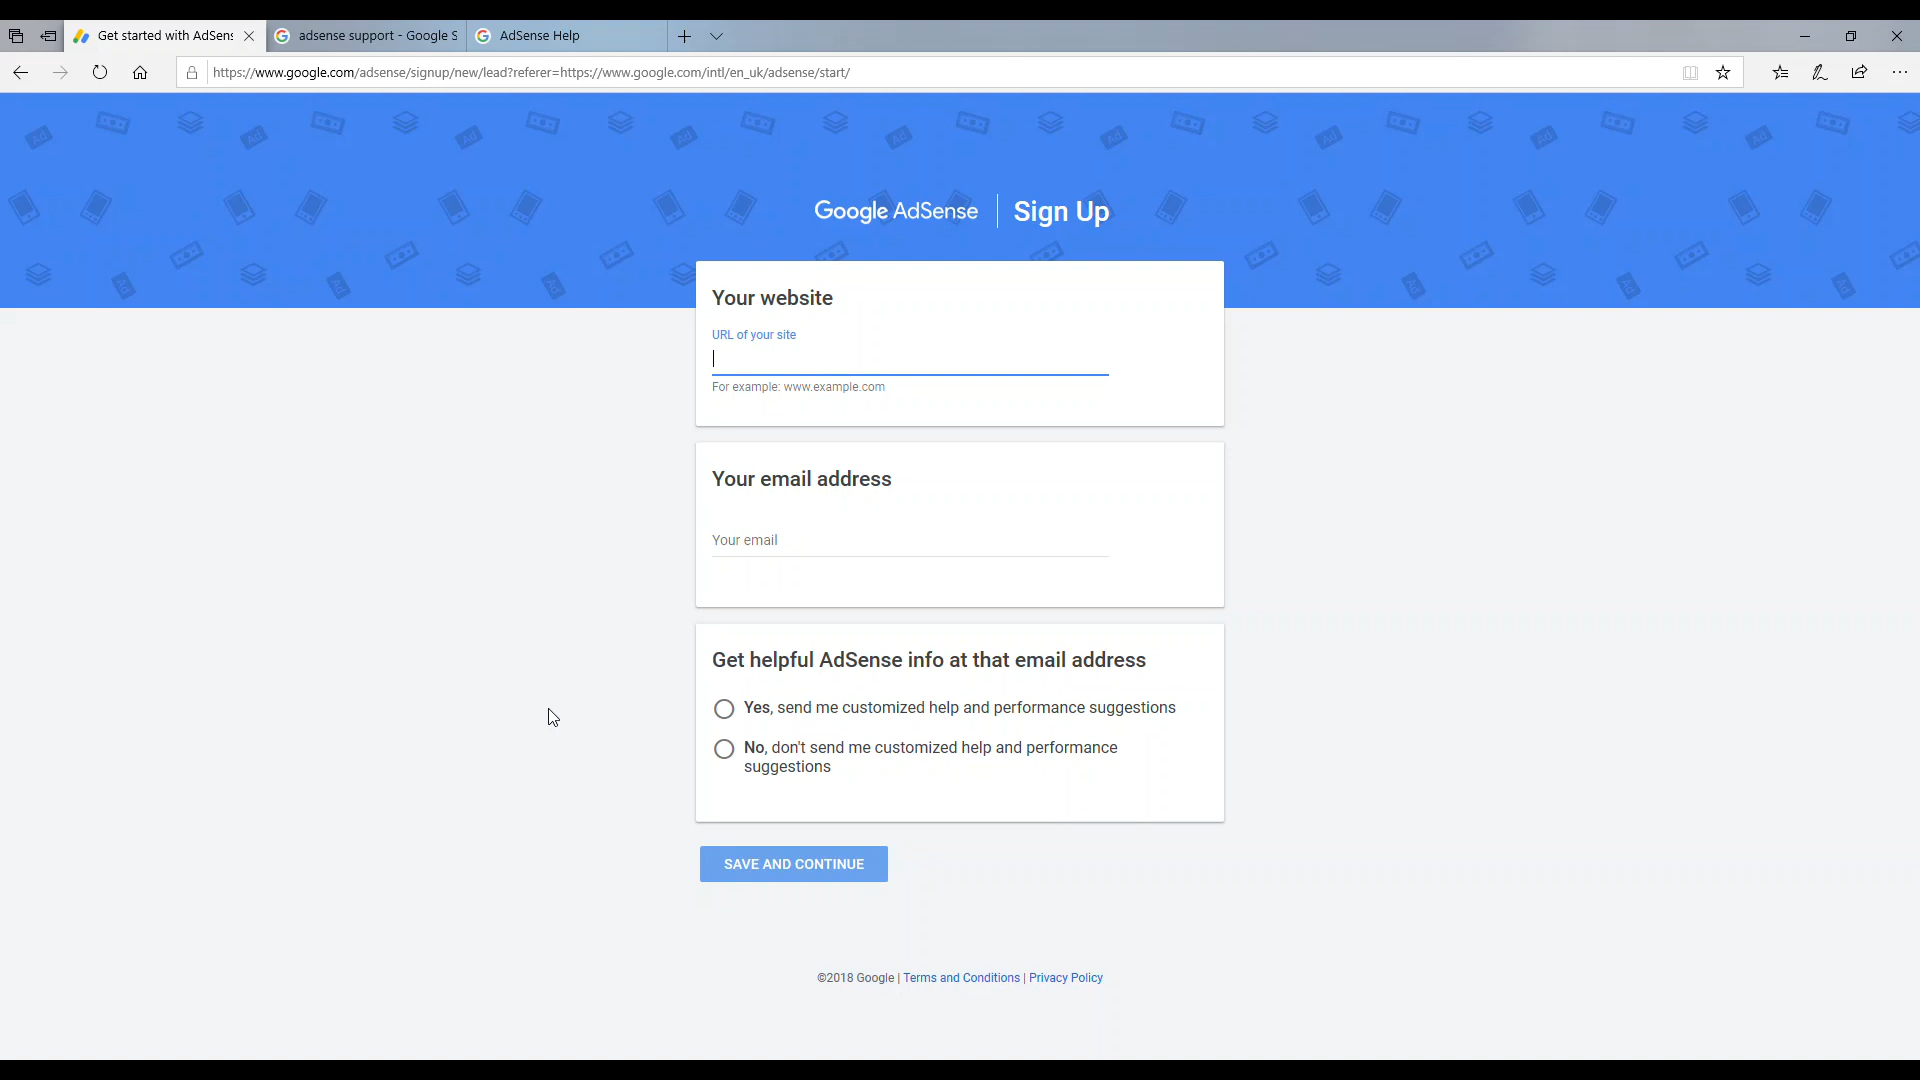 Get started with AdSens
adsense support - Google S
AdSense Help
https://www.google.com/adsense/signup/new/lead?referer=https://www.google.com/intl/en_uk/adsense/start/
Google AdSense | Sign Up
Your website
URL of your site
For example: www.example.com
Your email address
Your email
Get helpful AdSense info at that email address
Yes, send me customized help and performance suggestions
No, don't send me customized help and performance
suggestions
SAVE AND CONTINUE
©2018 Google | Terms and Conditions | Privacy Policy